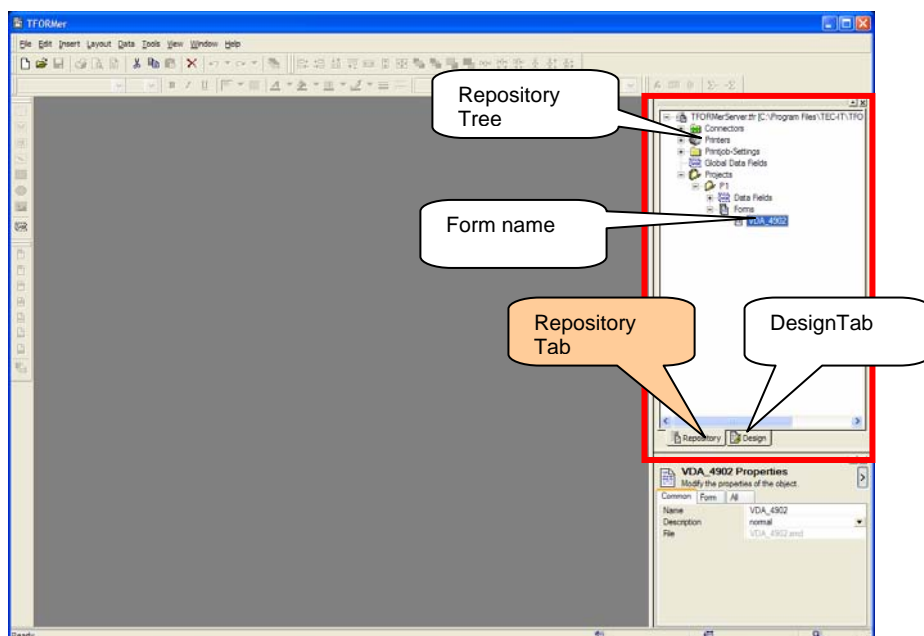 TFORMer
File Edit Insert Layout Data Tools View Window Help
B I U
Repository
Tree
TFORMerServer.tfr [C:\Program Files\TEC-IT\TFO
Connectors
Printers
Printjob-Settings
Global Data Fields
Projects
P1
Data Fields
Forms
VDA_4902
Form name
Repository
Tab
DesignTab
Repository Design
VDA_4902 Properties
Modify the properties of the object.
Common Form All
Name VDA_4902
Description normal
File VDA_4902.xml
Ready